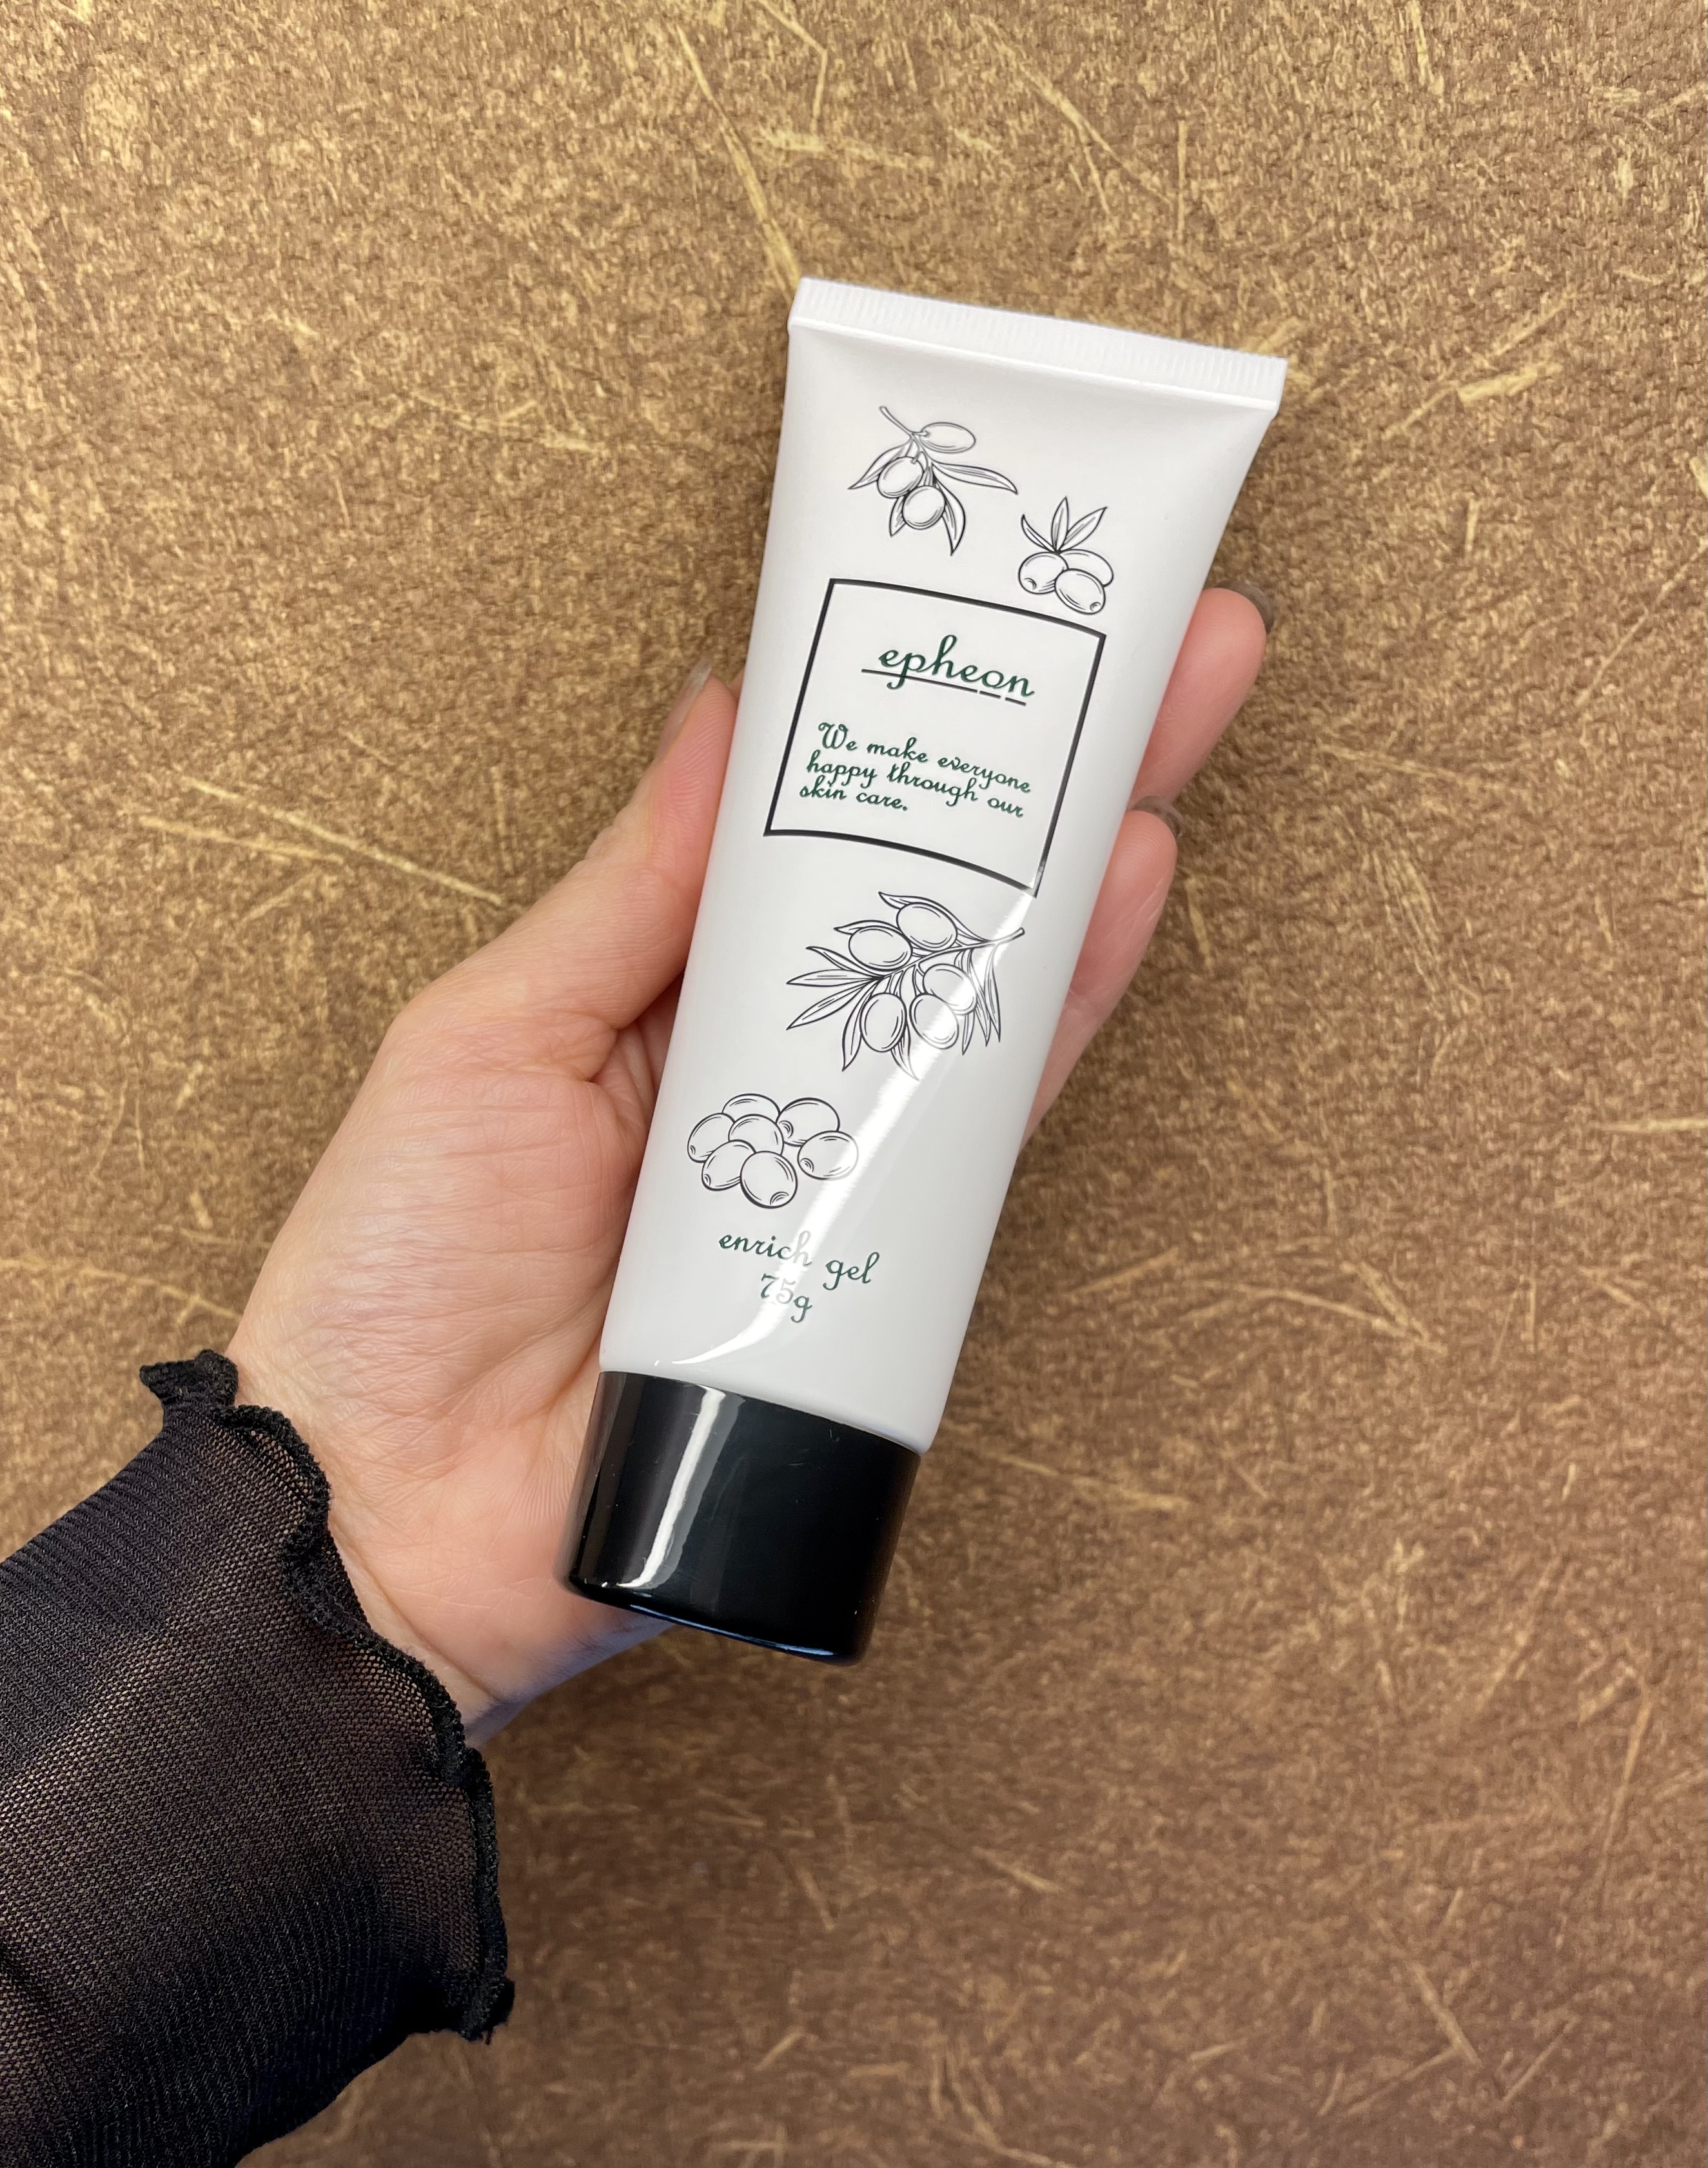 epheon
We make everyone
happy through our
skin care.
enrich gel
75g